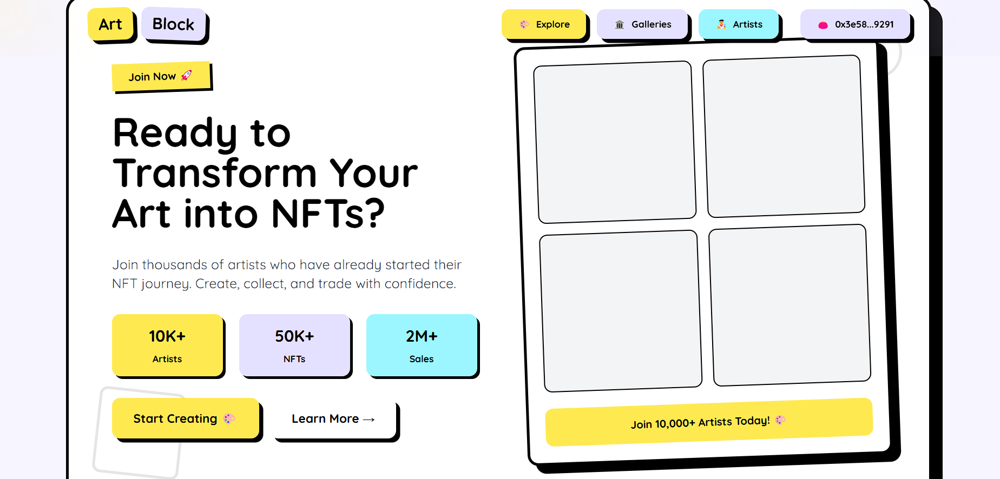 Art Block
Explore Galleries Artists 0x3e58...9291
Join Now
Ready to
Transform Your
Art into NFTs?
Join thousands of artists who have already started their
NFT journey. Create, collect, and trade with confidence.
10K+ 50K+ 2M+
Artists NFTs Sales
Start Creating Learn More →
Join 10,000+ Artists Today!